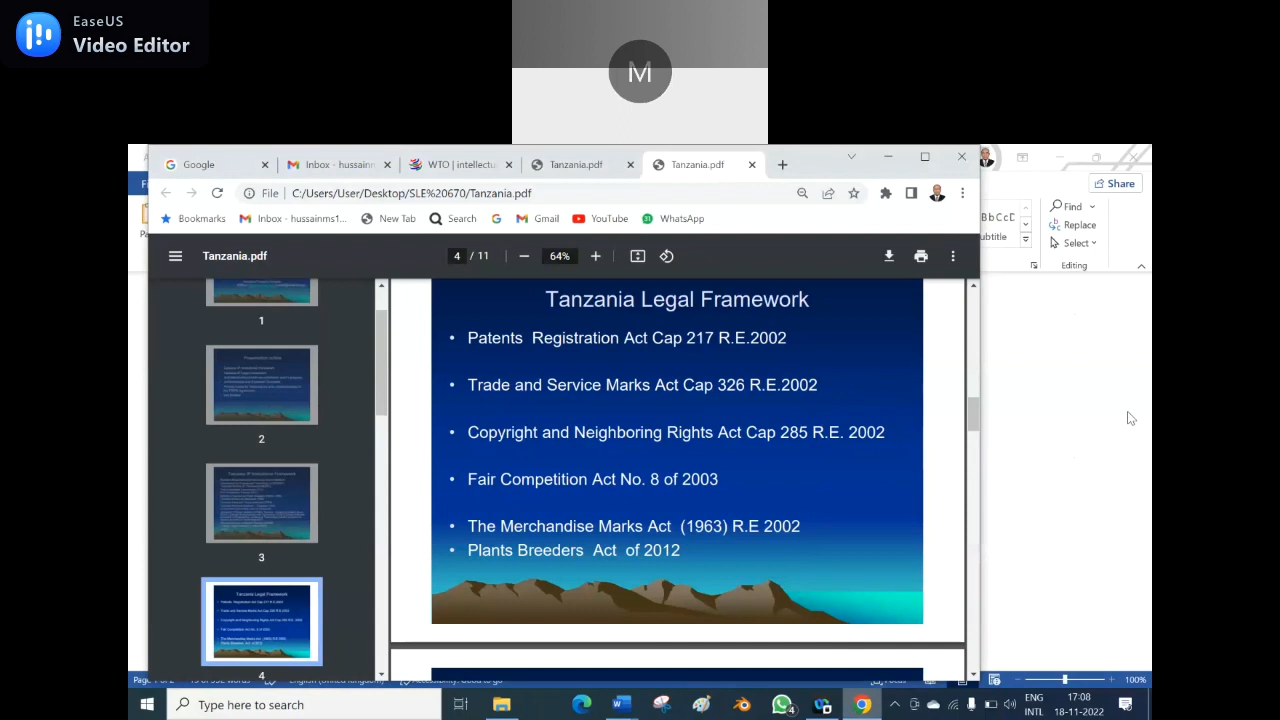 EaseUS
Video Editor
M
Google
Inbox - hussainn
WTO | intellectu
Tanzania.pdf
Tanzania.pdf
File
C:/Users/User/Desktop/SLE%20670/Tanzania.pdf
Share
Bookmarks
Inbox - hussainms1...
New Tab
Search
Gmail
YouTube
WhatsApp
Find
Replace
Select
Editing
BbCcD
ubtitle
Tanzania.pdf
4 / 11
64%
1
2
3
4
Tanzania Legal Framework
• Patents Registration Act Cap 217 R.E.2002
• Trade and Service Marks Act Cap 326 R.E.2002
• Copyright and Neighboring Rights Act Cap 285 R.E. 2002
• Fair Competition Act No. 8 of 2003
• The Merchandise Marks Act (1963) R.E 2002
• Plants Breeders Act of 2012
100%
Type here to search
4
ENG
INTL
17:08
18-11-2022